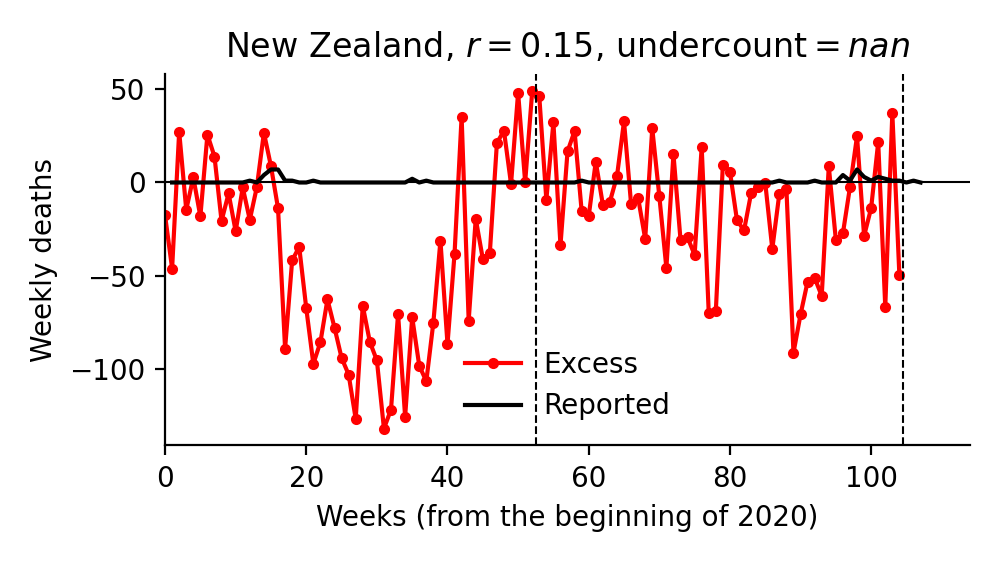 New Zealand, r = 0.15, undercount = nan
50
0
−50
−100
Weekly deaths
Excess
Reported
0 20 40 60 80 100
Weeks (from the beginning of 2020)